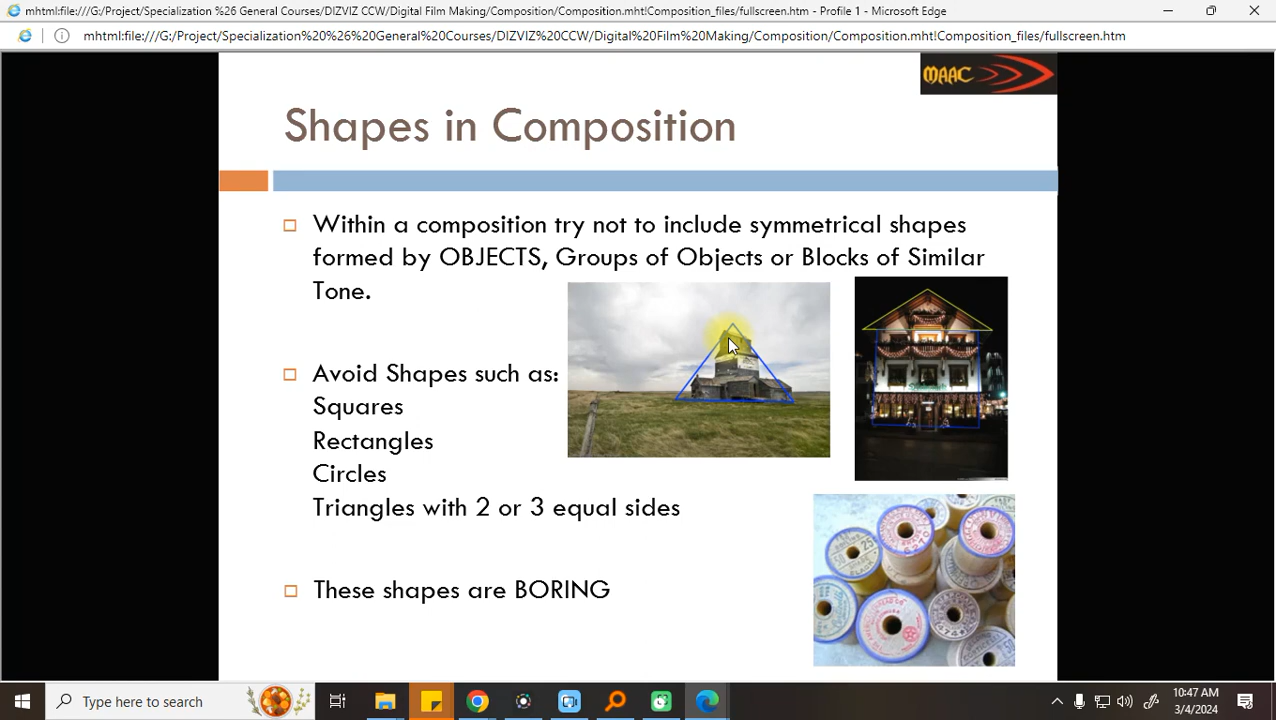 mhtml:file:///G:/Project/Specialization %26 General Courses/DIZVIZ CCW/Digital Film Making/Composition/Composition.mht!Composition_files/fullscreen.htm - Profile 1 - Microsoft Edge
mhtml:file:///G:/Project/Specialization%20%26%20General%20Courses/DIZVIZ%20CCW/Digital%20Film%20Making/Composition/Composition.mht!Composition_files/fullscreen.htm
MAAC
Shapes in Composition
Within a composition try not to include symmetrical shapes
formed by OBJECTS, Groups of Objects or Blocks of Similar
Tone.
Avoid Shapes such as:
Squares
Rectangles
Circles
Triangles with 2 or 3 equal sides
These shapes are BORING
Type here to search
10:47 AM
3/4/2024